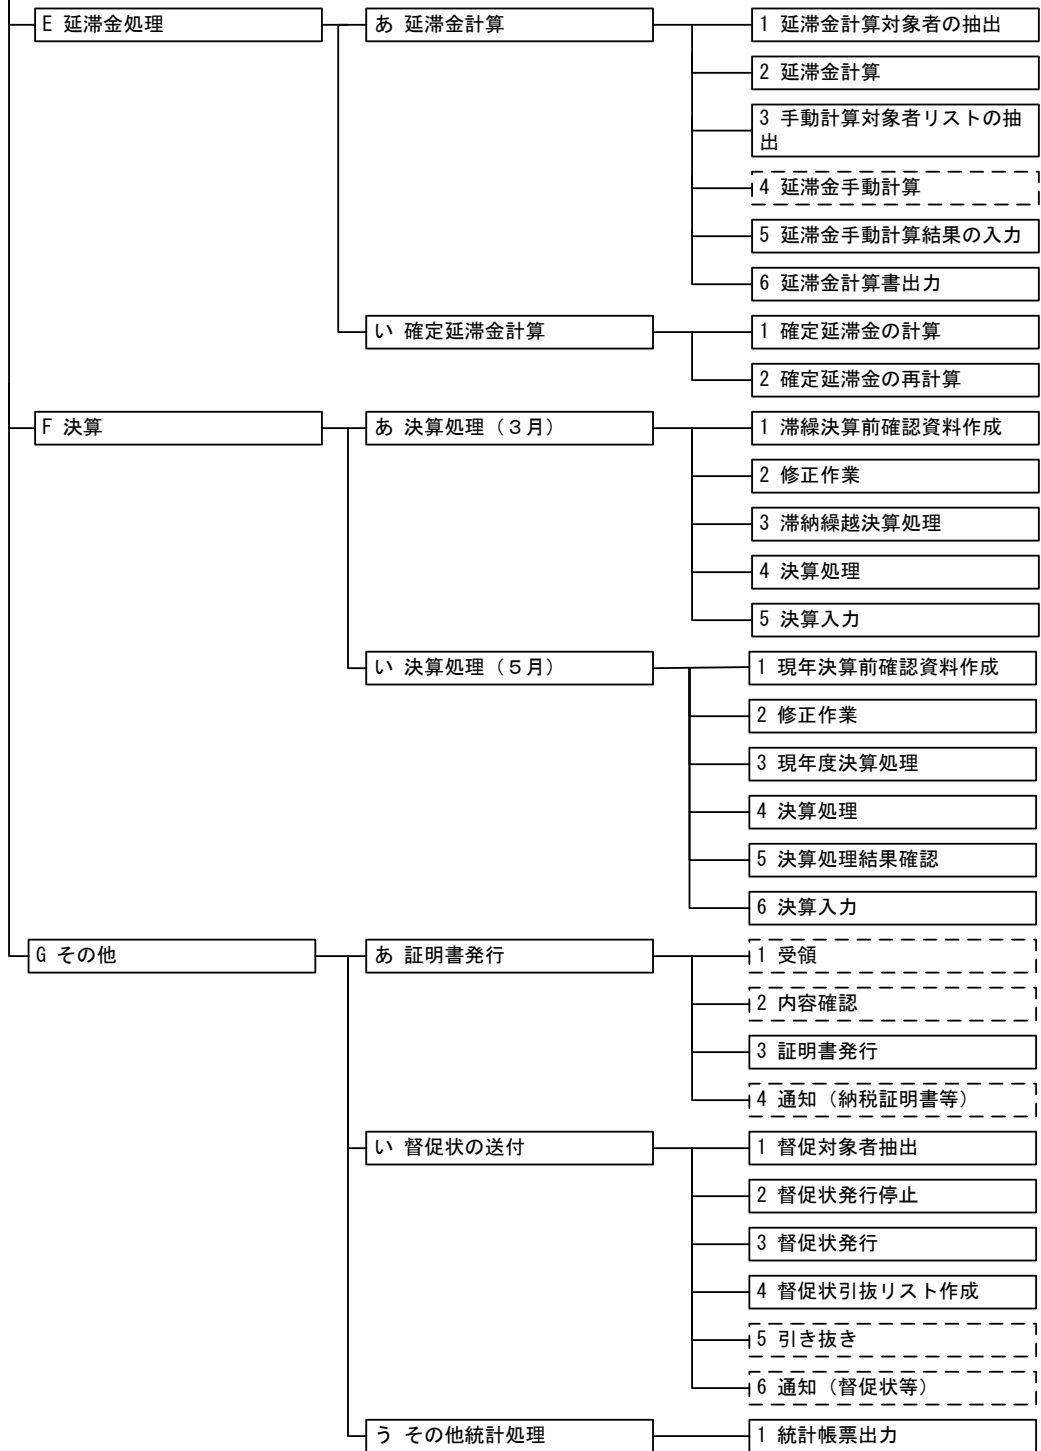 E 延滞金処理
あ 延滞金計算
1 延滞金計算対象者の抽出
2 延滞金計算
3 手動計算対象者リストの抽
出
4 延滞金手動計算
5 延滞金手動計算結果の入力
6 延滞金計算書出力
い 確定延滞金計算
1 確定延滞金の計算
2 確定延滞金の再計算
F 決算
あ 決算処理（３月）
1 滞繰決算前確認資料作成
2 修正作業
3 滞納繰越決算処理
4 決算処理
5 決算入力
い 決算処理（５月）
1 現年決算前確認資料作成
2 修正作業
3 現年度決算処理
4 決算処理
5 決算処理結果確認
6 決算入力
G その他
あ 証明書発行
1 受領
2 内容確認
3 証明書発行
4 通知（納税証明書等）
い 督促状の送付
1 督促対象者抽出
2 督促状発行停止
3 督促状発行
4 督促状引抜リスト作成
5 引き抜き
6 通知（督促状等）
う その他統計処理
1 統計帳票出力